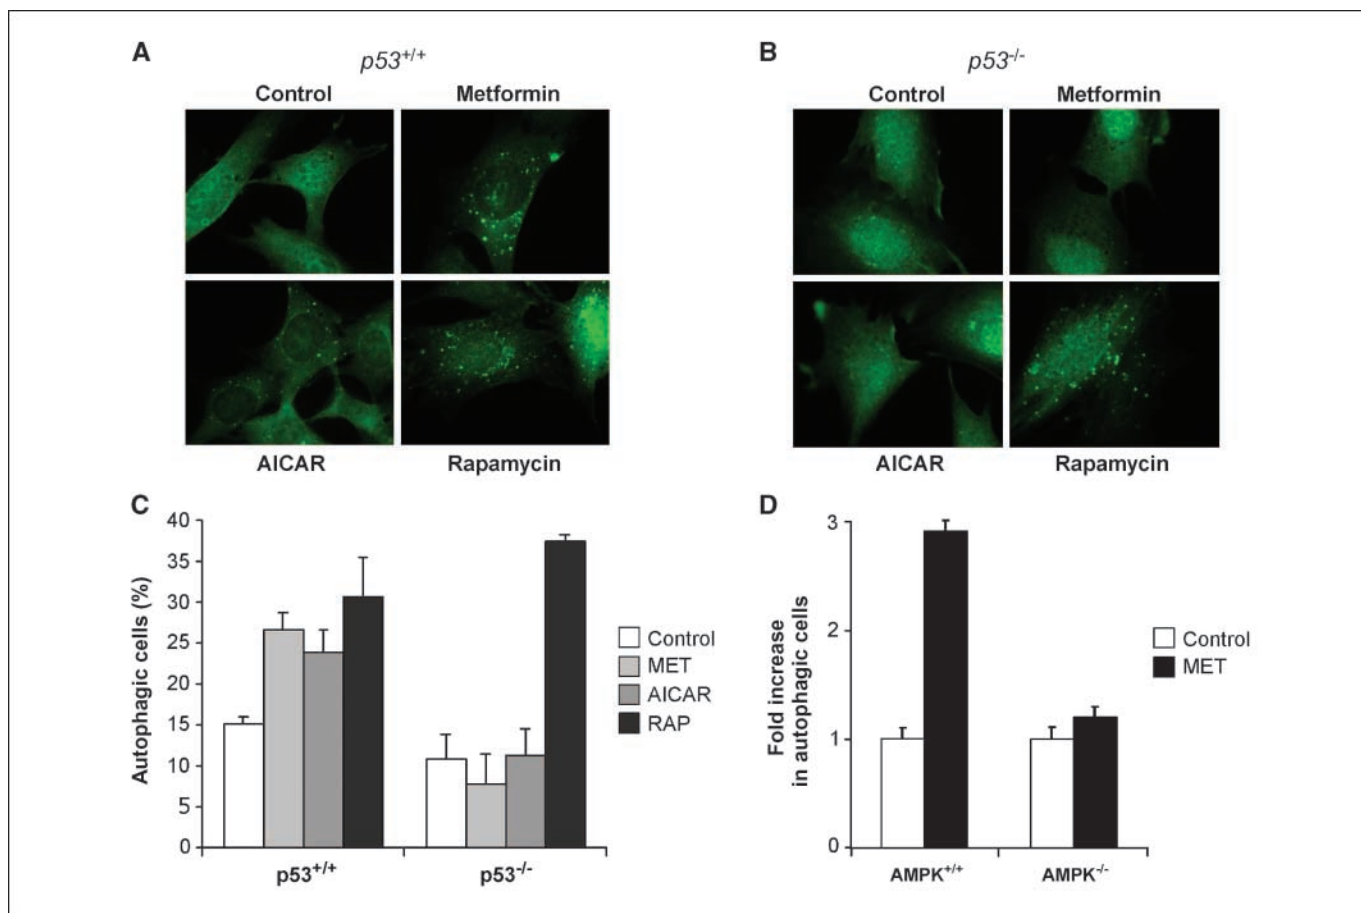 A
p53+/+
Control Metformin
AICAR Rapamycin
B
p53-/-
Control Metformin
AICAR Rapamycin
C
Autophagic cells (%)
40
35
30
25
20
15
10
5
0
p53+/+ p53-/-
Control
MET
AICAR
RAP
D
Fold increase
in autophagic cells
3
2
1
0
AMPK+/+ AMPK-/-
Control
MET